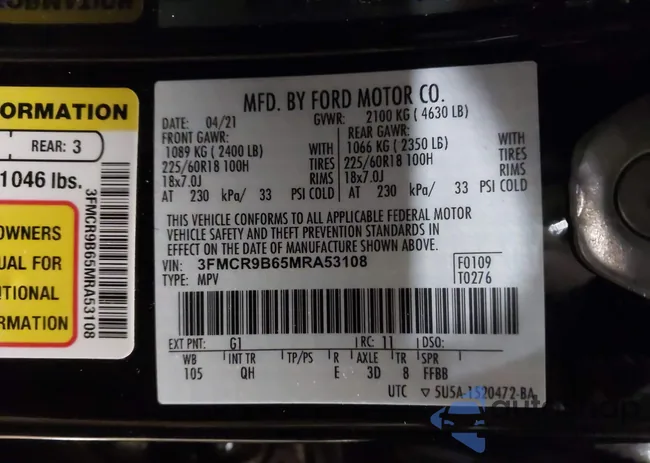 ORMATION
REAR: 3
1046 lbs.
OWNERS
UAL FOR
ITIONAL
RMATION
3FMCR9B65MRA53108
MFD. BY FORD MOTOR CO.
DATE: 04/21 GVWR: 2100 KG ( 4630 LB)
FRONT GAWR: REAR GAWR:
1089 KG ( 2400 LB) WITH 1066 KG ( 2350 LB) WITH
225/60R18 100H TIRES 225/60R18 100H TIRES
18x7.0J RIMS 18x7.0J RIMS
AT 230 kPa/ 33 PSI COLD AT 230 kPa/ 33 PSI COLD
THIS VEHICLE CONFORMS TO ALL APPLICABLE FEDERAL MOTOR
VEHICLE SAFETY AND THEFT PREVENTION STANDARDS IN
EFFECT ON THE DATE OF MANUFACTURE SHOWN ABOVE.
VIN: 3FMCR9B65MRA53108 F0109
TYPE: MPV T0276
EXT PNT: G1 RC: 11 DSO:
WB INT TR TP/PS R AXLE TR SPR
105 QH E 3D 8 FFBB
UTC ▽ 5U5A-1520472-BA